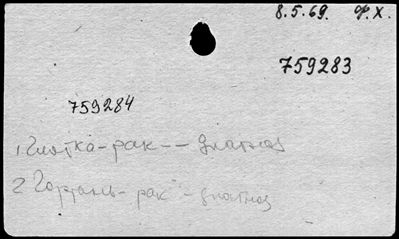 8.5.69. Ф.Х.
759283
759284
1 Глотка - рак -- диагноз
2 Гортань - рак - диагноз